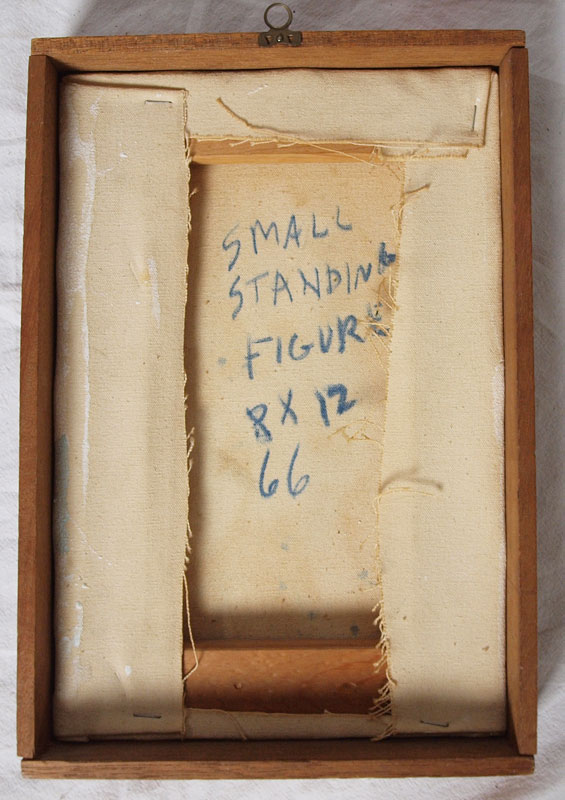 SMALL
STANDING
FIGURE
8 X 12
66